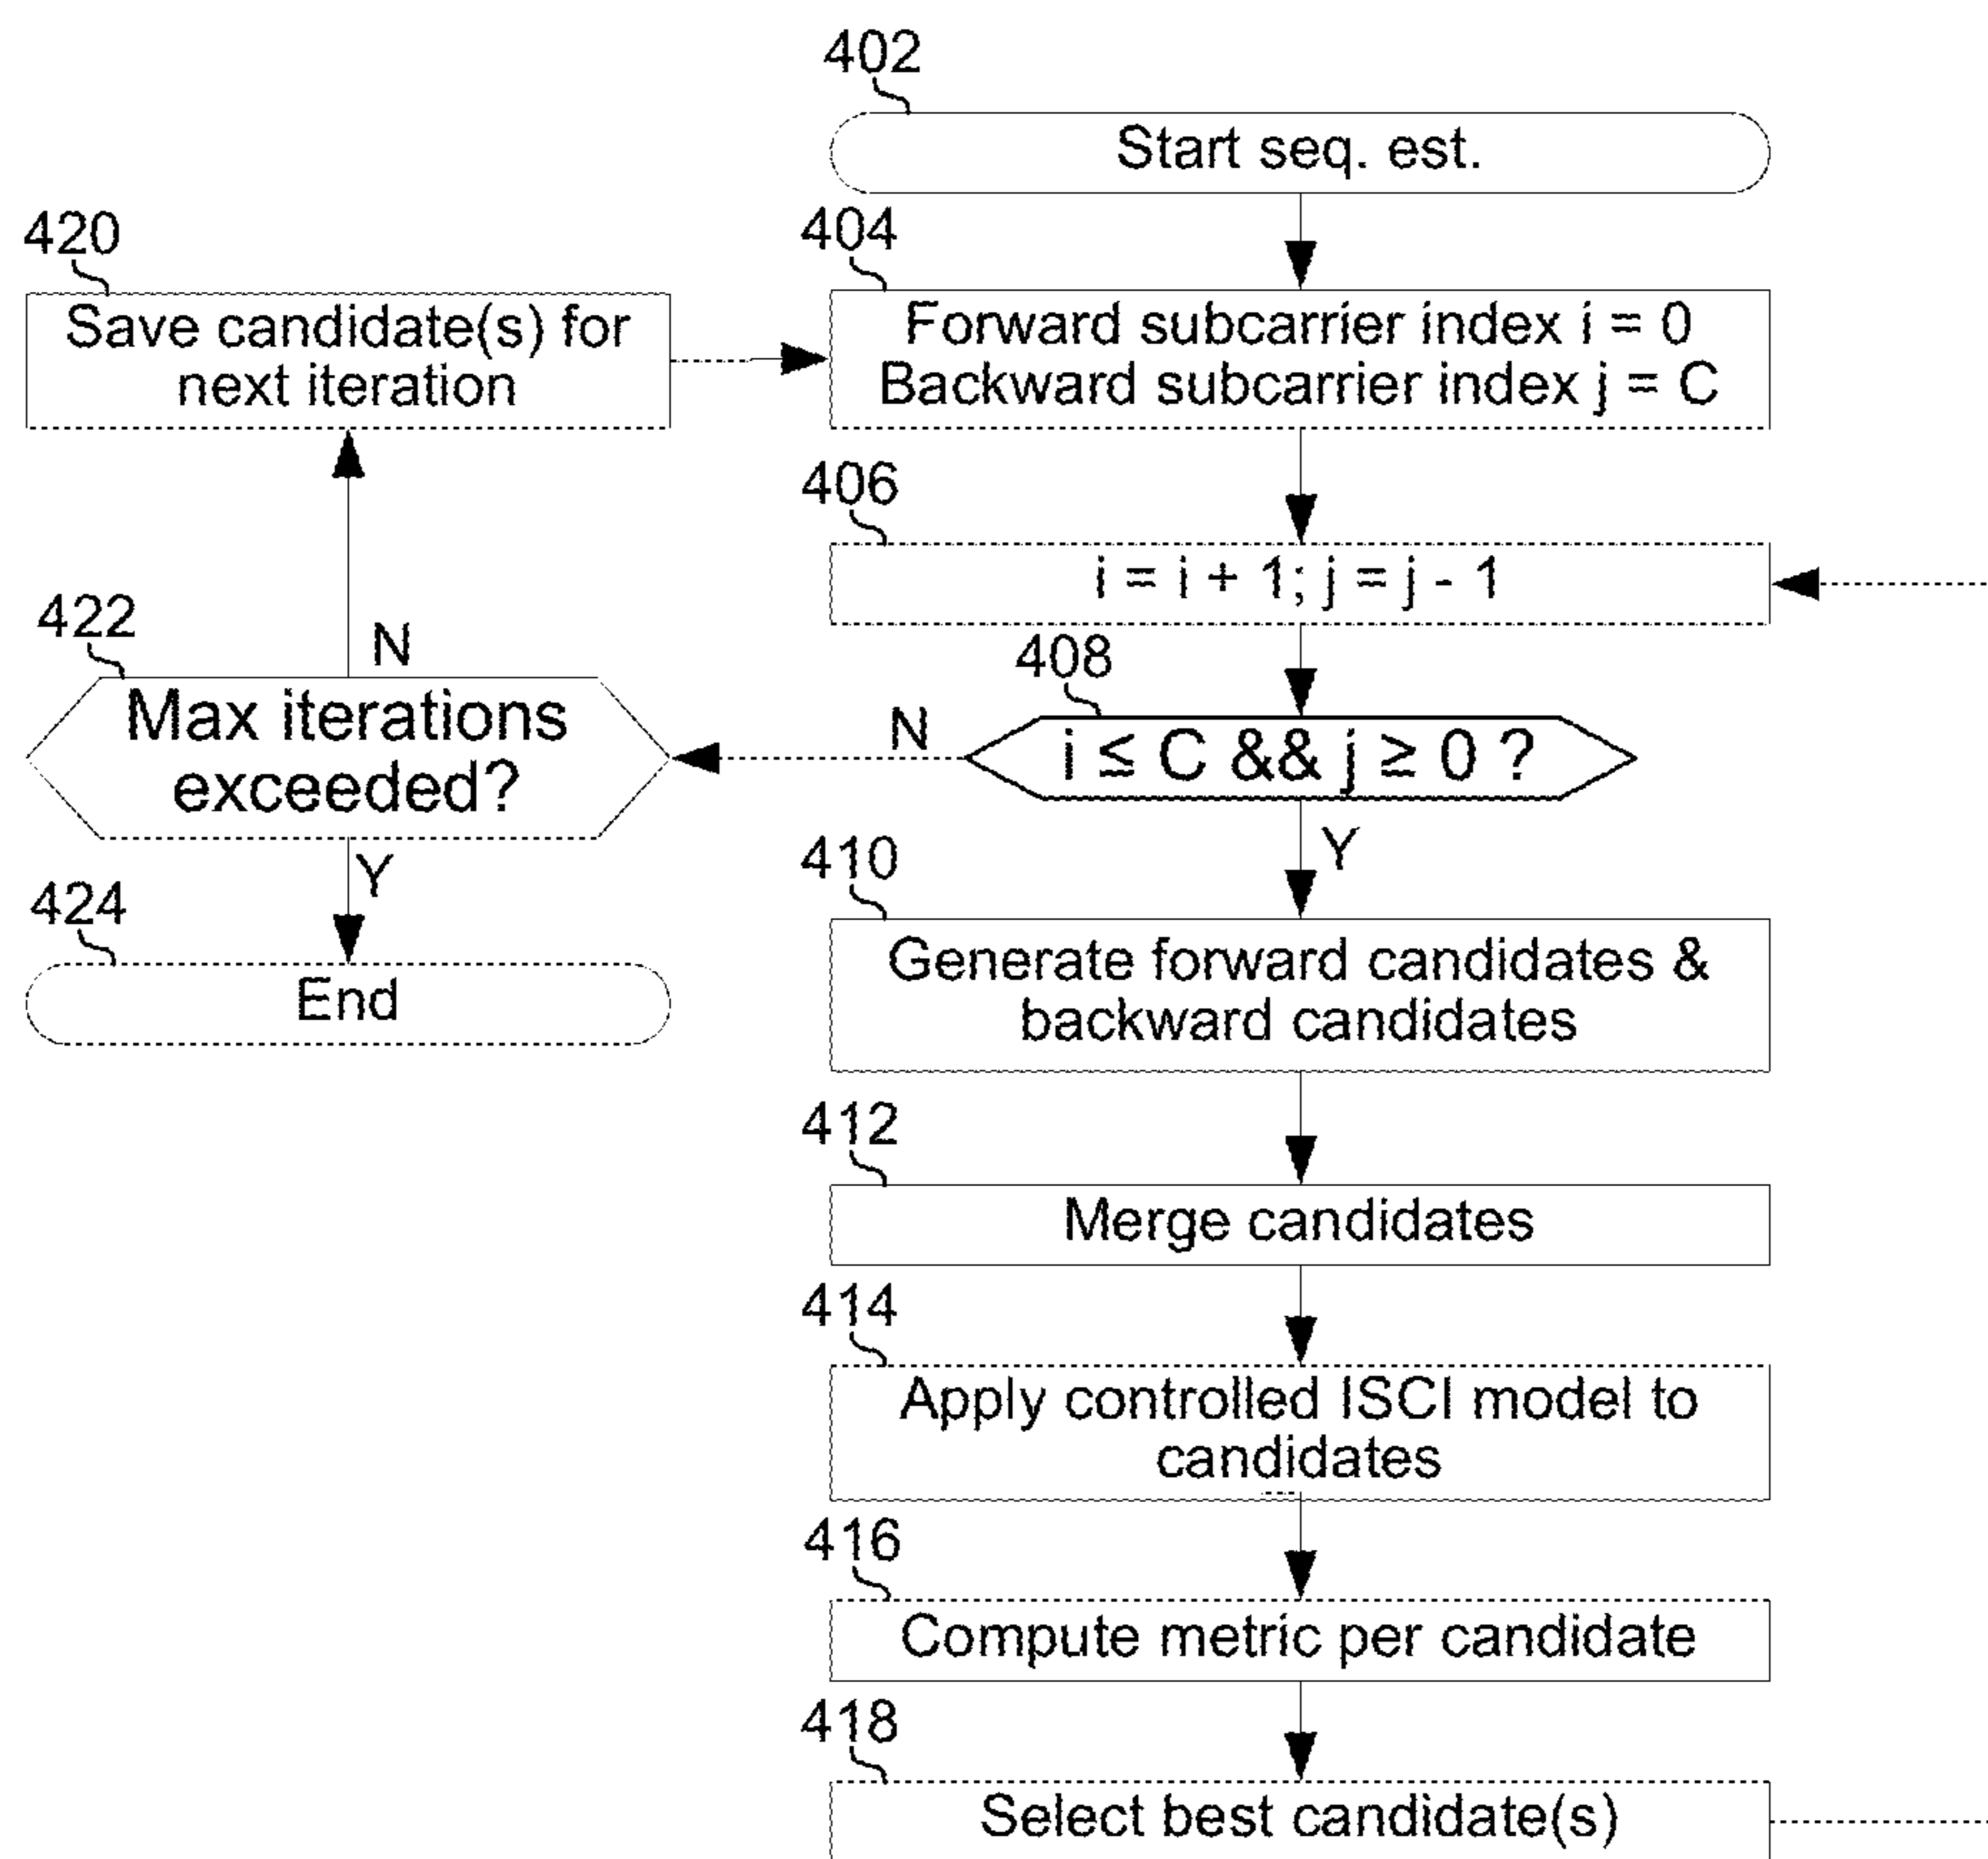 402
Start seq. est.
404
Forward subcarrier index i = 0
Backward subcarrier index j = C
406
i = i + 1; j = j - 1
408
i ≤ C && j ≥ 0 ?
N
Y
410
Generate forward candidates &
backward candidates
412
Merge candidates
414
Apply controlled ISCI model to
candidates
416
Compute metric per candidate
418
Select best candidate(s)
420
Save candidate(s) for
next iteration
422
N
Max iterations
exceeded?
Y
424
End